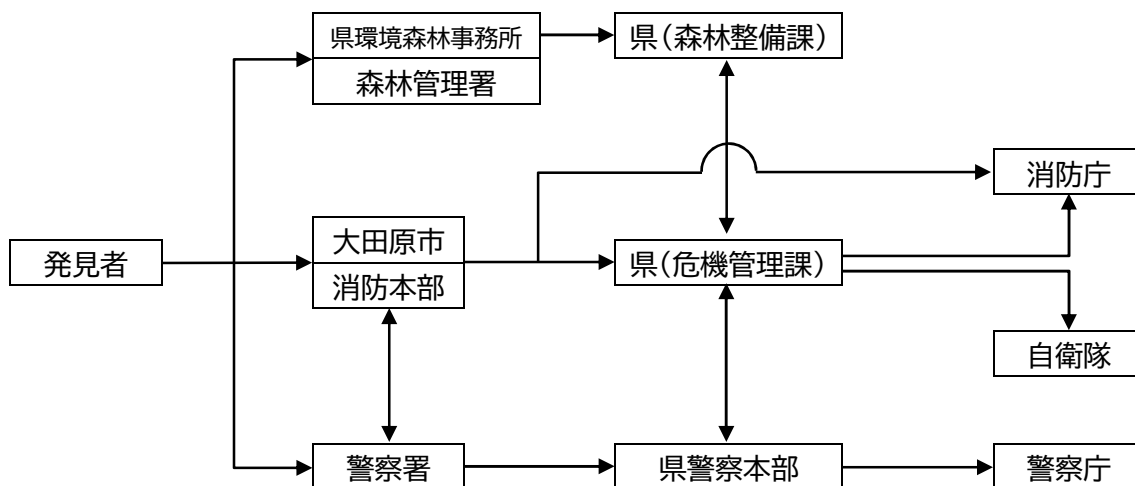 県環境森林事務所
森林管理署
県（森林整備課）
消防庁
発見者
大田原市
消防本部
県（危機管理課）
自衛隊
警察署
県警察本部
警察庁